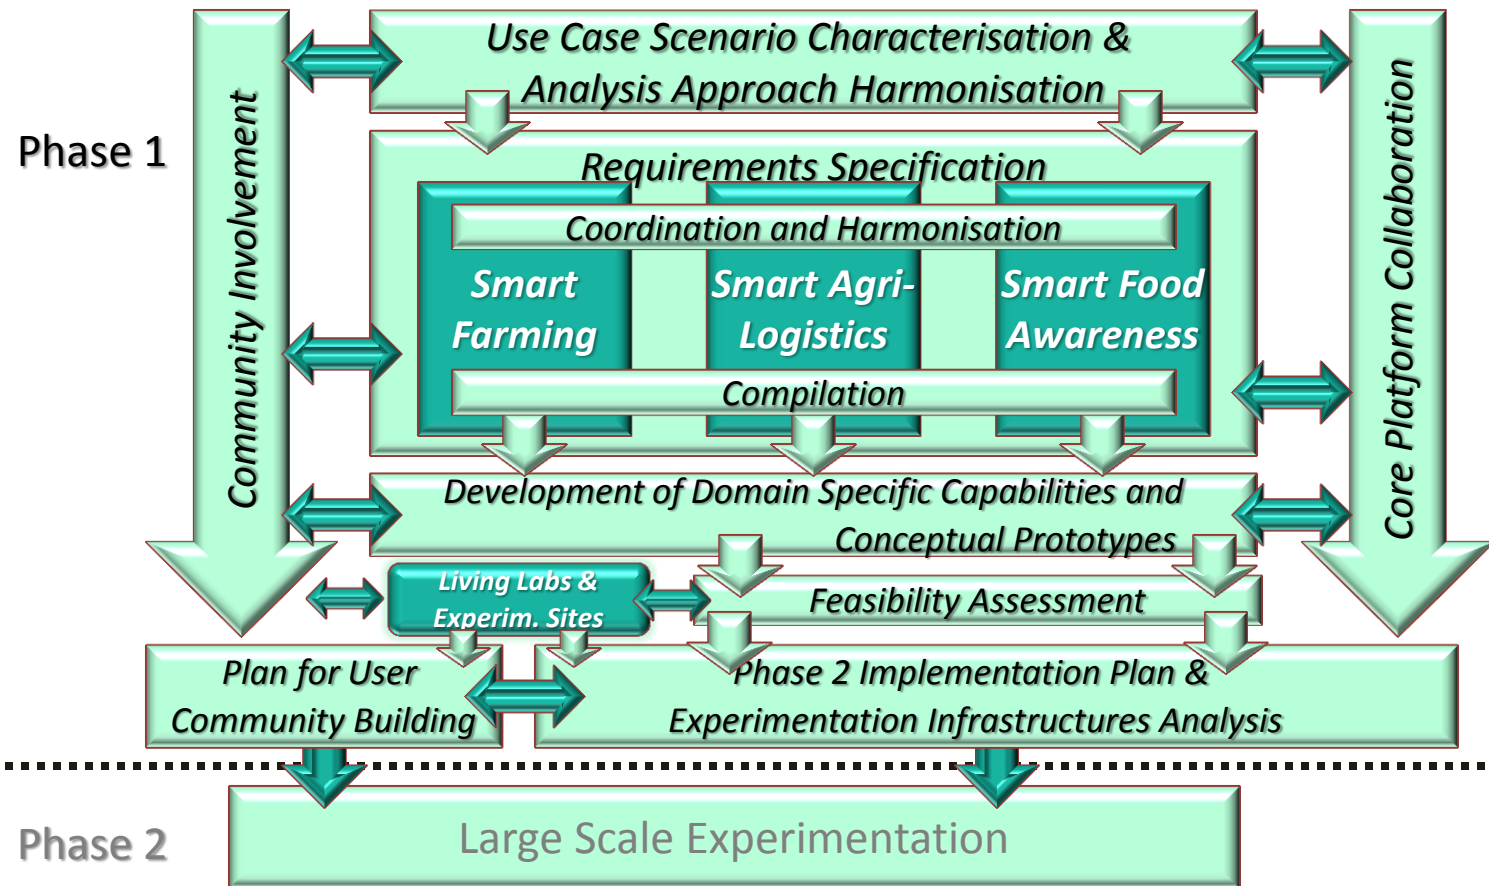 Use Case Scenario Characterisation &
Analysis Approach Harmonisation
Phase 1
Community Involvement
Core Platform Collaboration
Requirements Specification
Coordination and Harmonisation
Smart
Farming
Smart Agri-
Logistics
Smart Food
Awareness
Compilation
Development of Domain Specific Capabilities and
Conceptual Prototypes
Living Labs &
Experim. Sites
Feasibility Assessment
Plan for User
Community Building
Phase 2 Implementation Plan &
Experimentation Infrastructures Analysis
Phase 2
Large Scale Experimentation